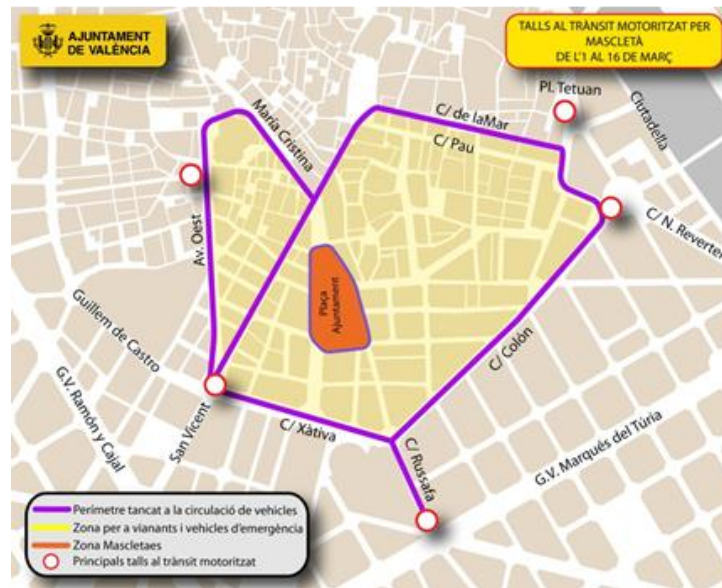 AJUNTAMENT
DE VALÈNCIA
TALLS AL TRÀNSIT MOTORITZAT PER
MASCLETÀ
DE L'1 AL 16 DE MARÇ
Pl. Tetuan
Ciutadella
C/ de laMar
Maria Cristina
C/ Pau
C/ N. Reverter
Av. Oest
Plaça
Ajuntament
Guillem de Castro
C/ Colón
G.V. Ramón y Cajal
San Vicent
C/ Xàtiva
C/ Russafa
G.V. Marqués del Túria
Perímetre tancat a la circulació de vehicles
Zona per a vianants i vehicles d'emergència
Zona Mascletaes
Principals talls al trànsit motoritzat